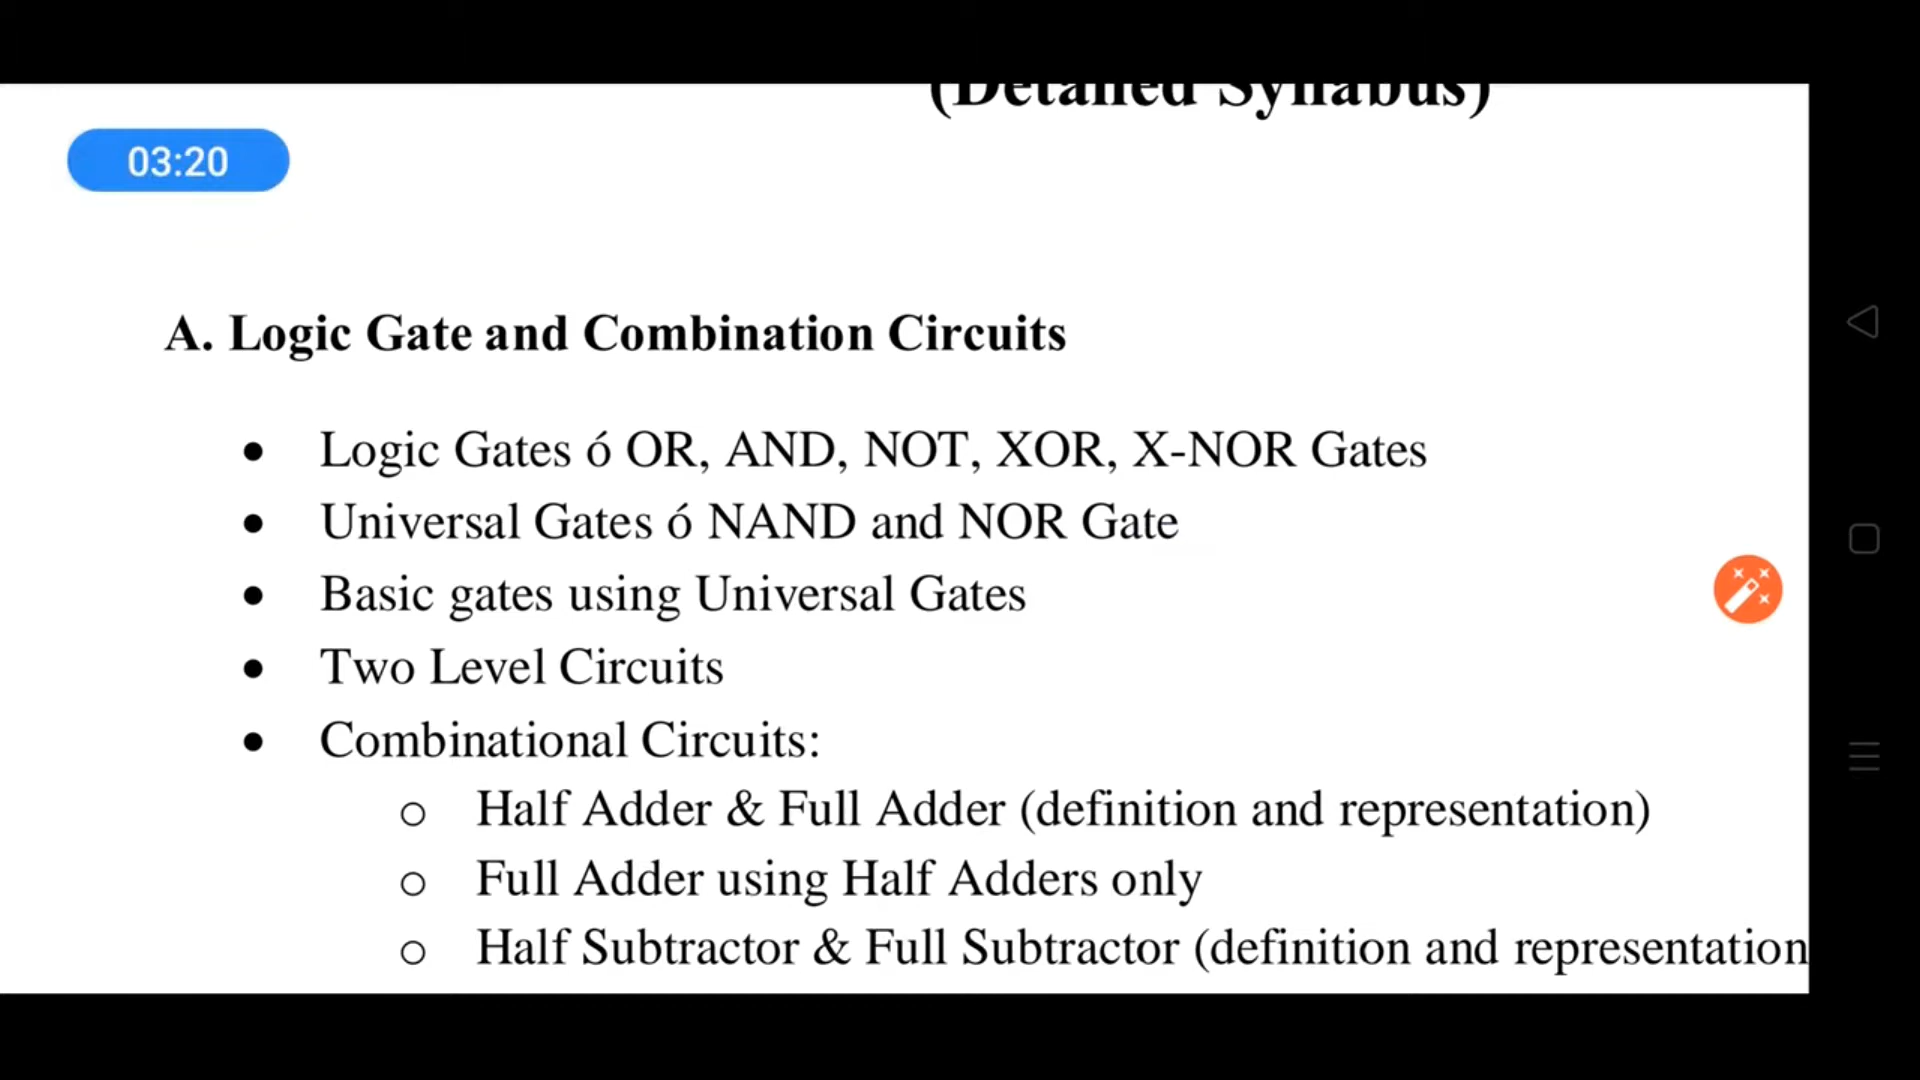 (Detailed Syllabus)
03:20
A. Logic Gate and Combination Circuits
• Logic Gates ó OR, AND, NOT, XOR, X-NOR Gates
• Universal Gates ó NAND and NOR Gate
• Basic gates using Universal Gates
• Two Level Circuits
• Combinational Circuits:
o Half Adder & Full Adder (definition and representation)
o Full Adder using Half Adders only
o Half Subtractor & Full Subtractor (definition and representation